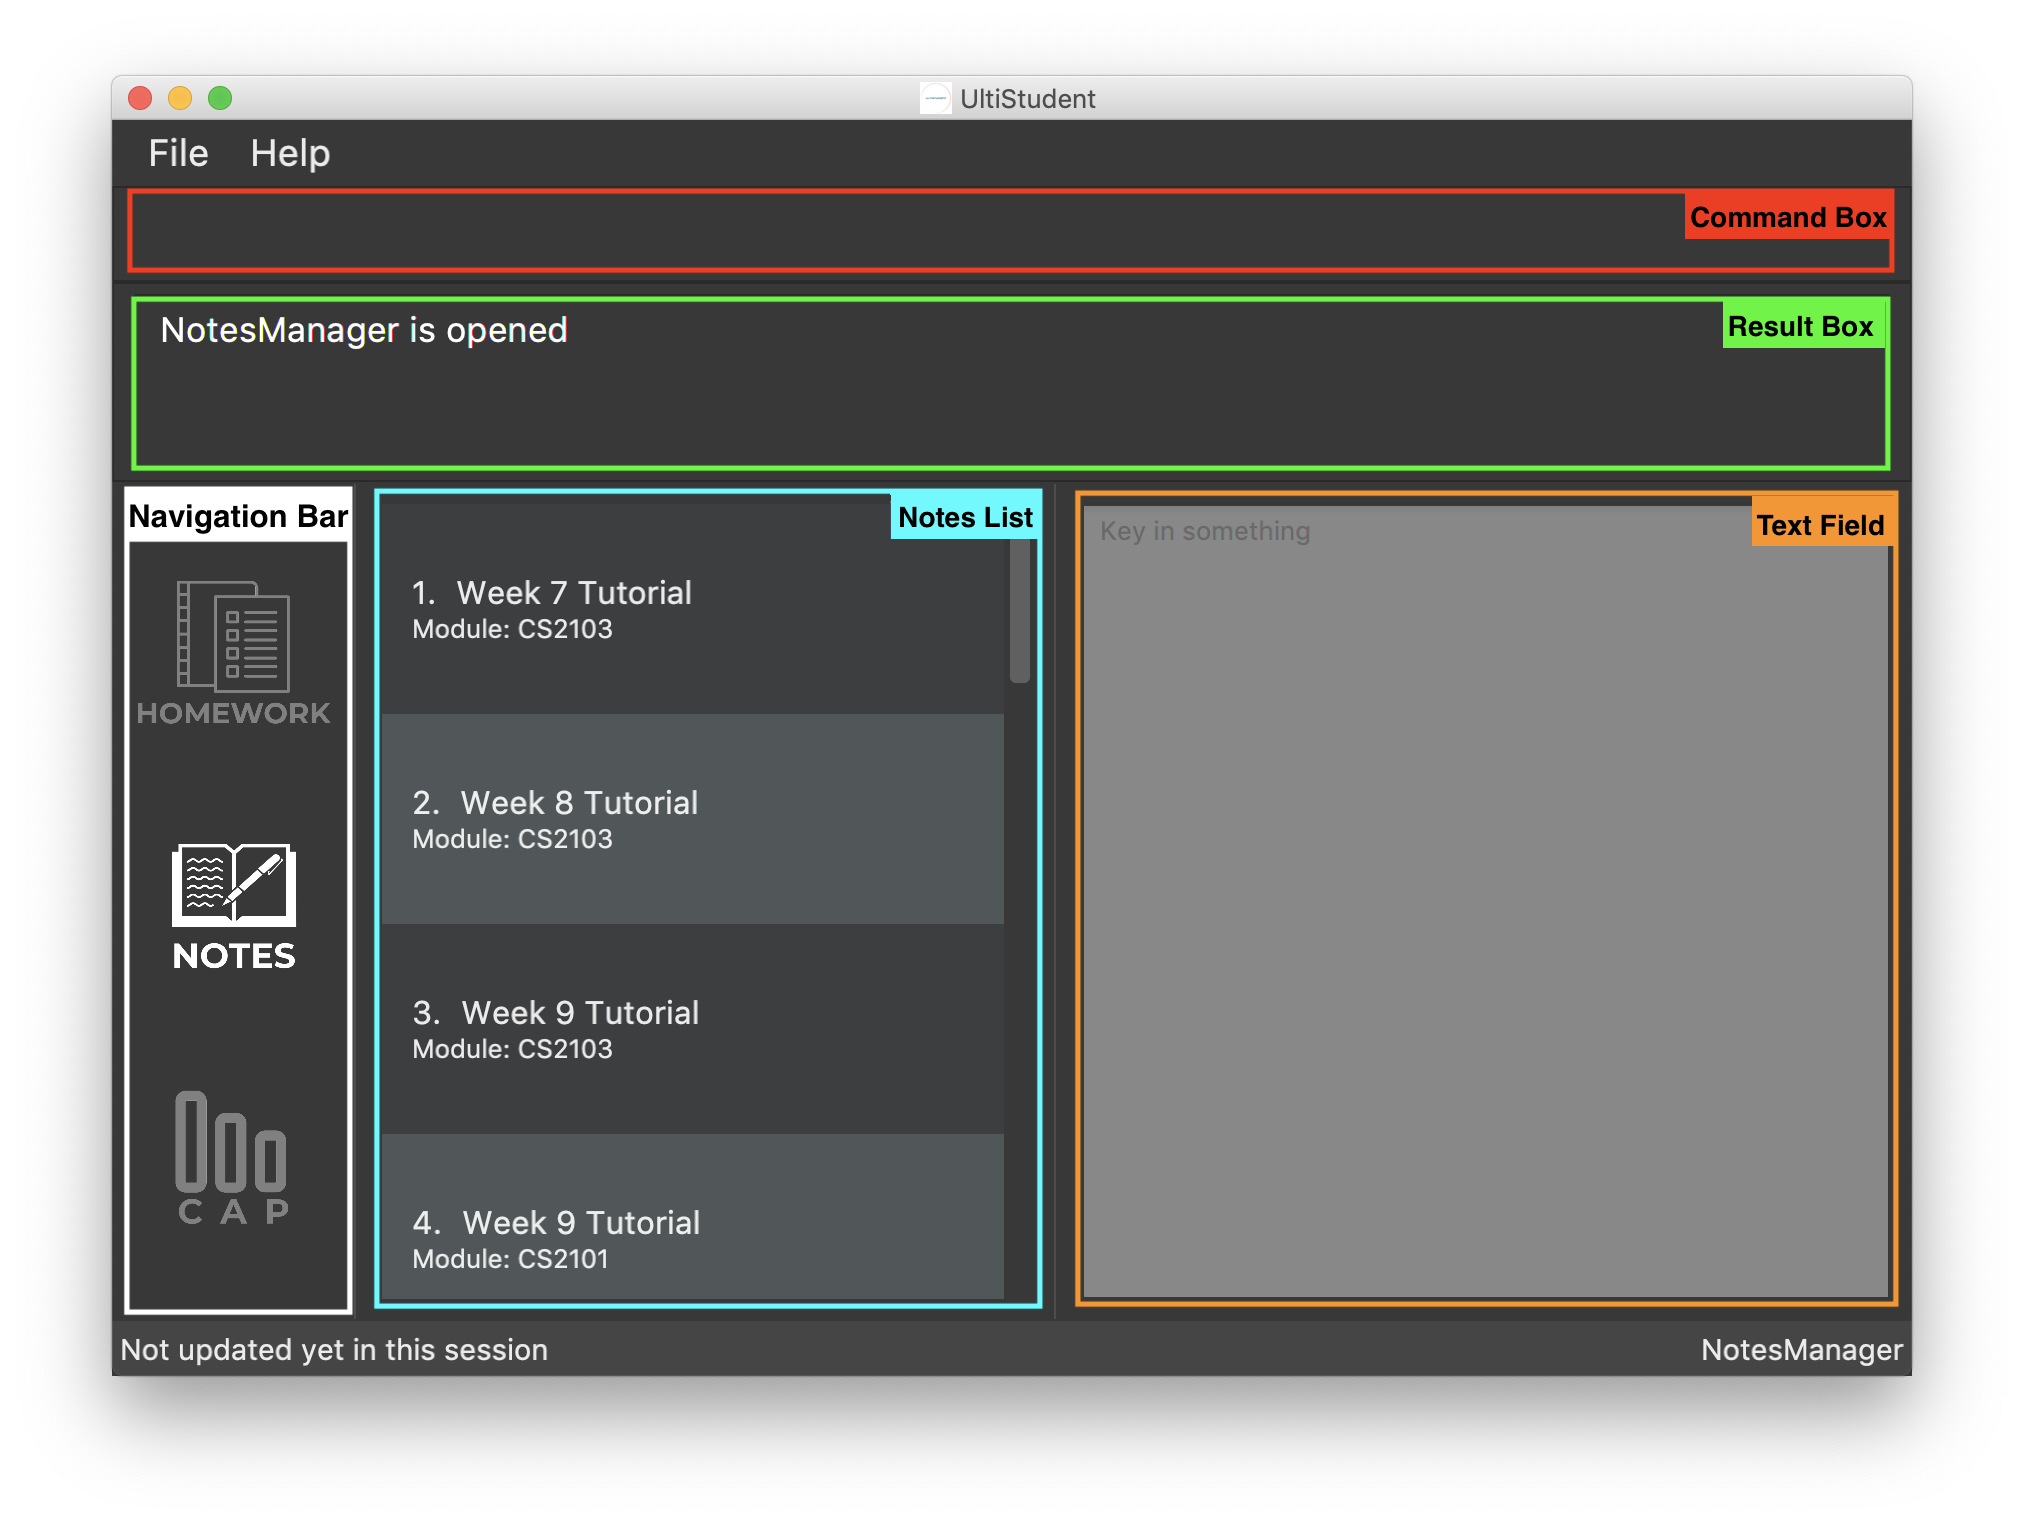 UltiStudent
File Help
Command Box
NotesManager is opened
Result Box
Navigation Bar
HOMEWORK
NOTES
CAP
Notes List
1. Week 7 Tutorial
Module: CS2103
2. Week 8 Tutorial
Module: CS2103
3. Week 9 Tutorial
Module: CS2103
4. Week 9 Tutorial
Module: CS2101
Text Field
Key in something
Not updated yet in this session
NotesManager